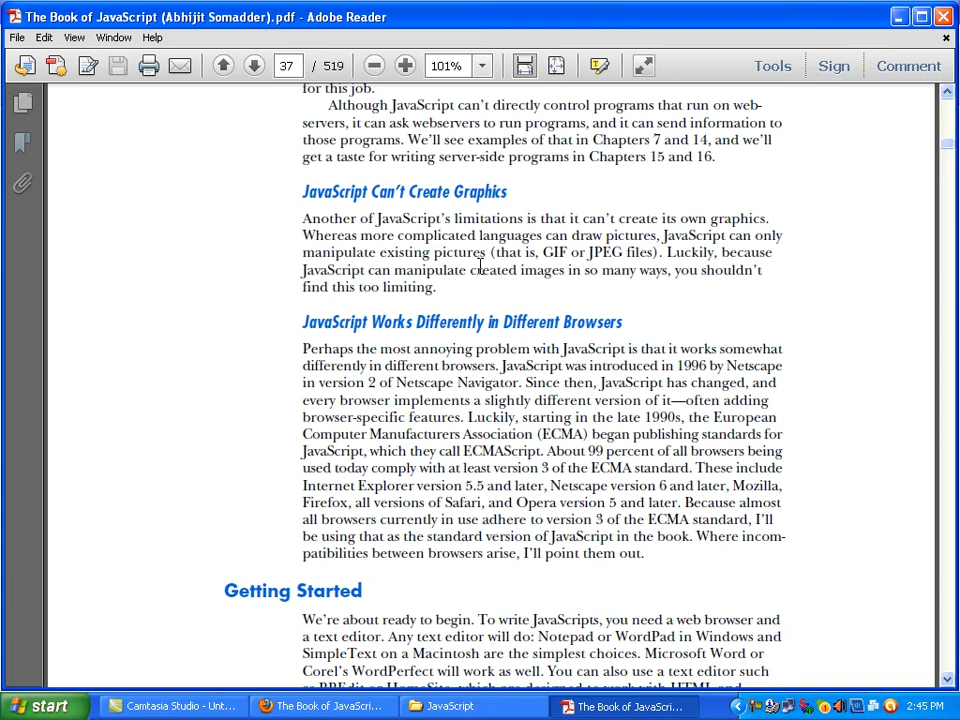 The Book of JavaScript (Abhijit Somadder).pdf - Adobe Reader
File Edit View Window Help
37 / 519 101% Tools Sign Comment
for this job.
Although JavaScript can't directly control programs that run on web-
servers, it can ask webservers to run programs, and it can send information to
those programs. We'll see examples of that in Chapters 7 and 14, and we'll
get a taste for writing server-side programs in Chapters 15 and 16.
JavaScript Can't Create Graphics
Another of JavaScript's limitations is that it can't create its own graphics.
Whereas more complicated languages can draw pictures, JavaScript can only
manipulate existing pictures (that is, GIF or JPEG files). Luckily, because
JavaScript can manipulate created images in so many ways, you shouldn't
find this too limiting.
JavaScript Works Differently in Different Browsers
Perhaps the most annoying problem with JavaScript is that it works somewhat
differently in different browsers. JavaScript was introduced in 1996 by Netscape
in version 2 of Netscape Navigator. Since then, JavaScript has changed, and
every browser implements a slightly different version of it—often adding
browser-specific features. Luckily, starting in the late 1990s, the European
Computer Manufacturers Association (ECMA) began publishing standards for
JavaScript, which they call ECMAScript. About 99 percent of all browsers being
used today comply with at least version 3 of the ECMA standard. These include
Internet Explorer version 5.5 and later, Netscape version 6 and later, Mozilla,
Firefox, all versions of Safari, and Opera version 5 and later. Because almost
all browsers currently in use adhere to version 3 of the ECMA standard, I'll
be using that as the standard version of JavaScript in the book. Where incom-
patibilities between browsers arise, I'll point them out.
Getting Started
We're about ready to begin. To write JavaScripts, you need a web browser and
a text editor. Any text editor will do: Notepad or WordPad in Windows and
SimpleText on a Macintosh are the simplest choices. Microsoft Word or
Corel's WordPerfect will work as well. You can also use a text editor such
as BBEdit or HomeSite, which are designed to work with HTML and
start Camtasia Studio - Unt... The Book of JavaScri... JavaScript The Book of JavaScri... 2:45 PM